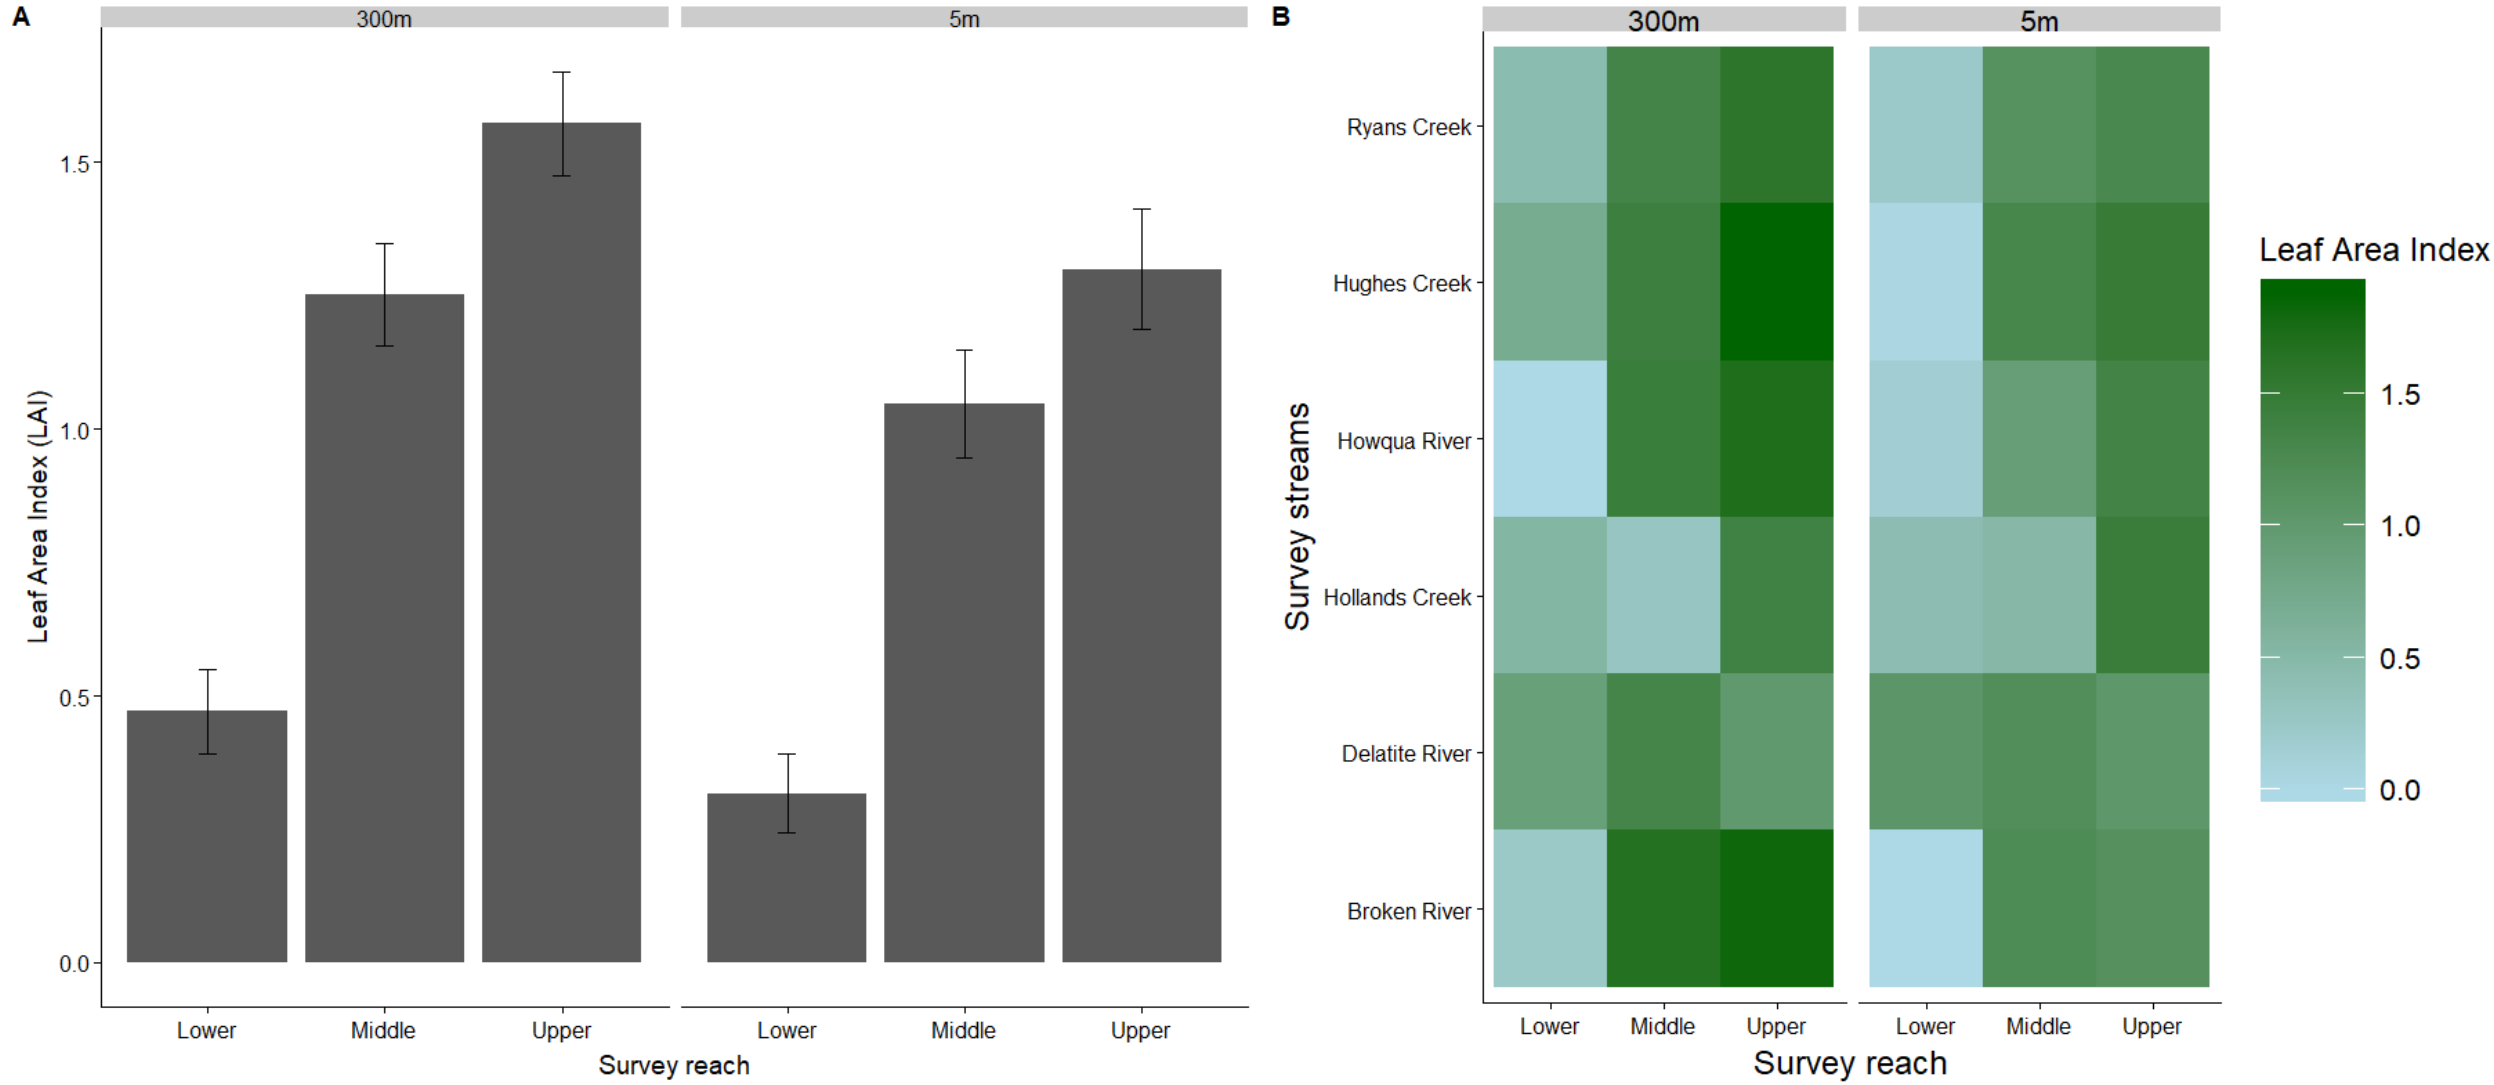 A
300m
5m
Leaf Area Index (LAI)
1.5
1.0
0.5
0.0
Lower
Middle
Upper
Lower
Middle
Upper
Survey reach
B
300m
5m
Survey streams
Ryans Creek
Hughes Creek
Howqua River
Hollands Creek
Delatite River
Broken River
Lower
Middle
Upper
Lower
Middle
Upper
Survey reach
Leaf Area Index
1.5
1.0
0.5
0.0